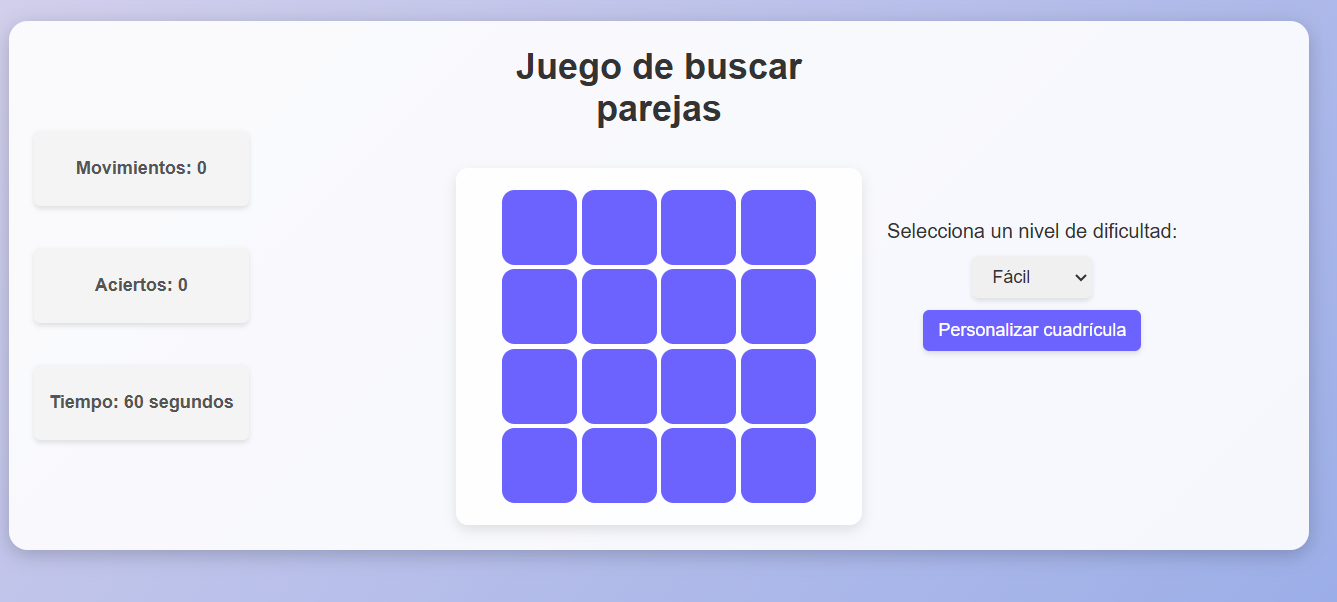 Juego de buscar
parejas
Movimientos: 0
Aciertos: 0
Tiempo: 60 segundos
Selecciona un nivel de dificultad:
Fácil
Personalizar cuadrícula